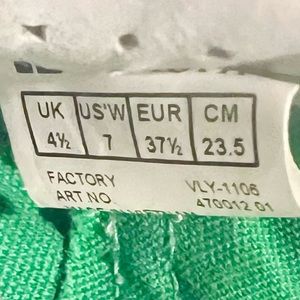 UK US'W EUR CM
4½ 7 37½ 23.5
FACTORY VLY-1106
ART NO 470012 01